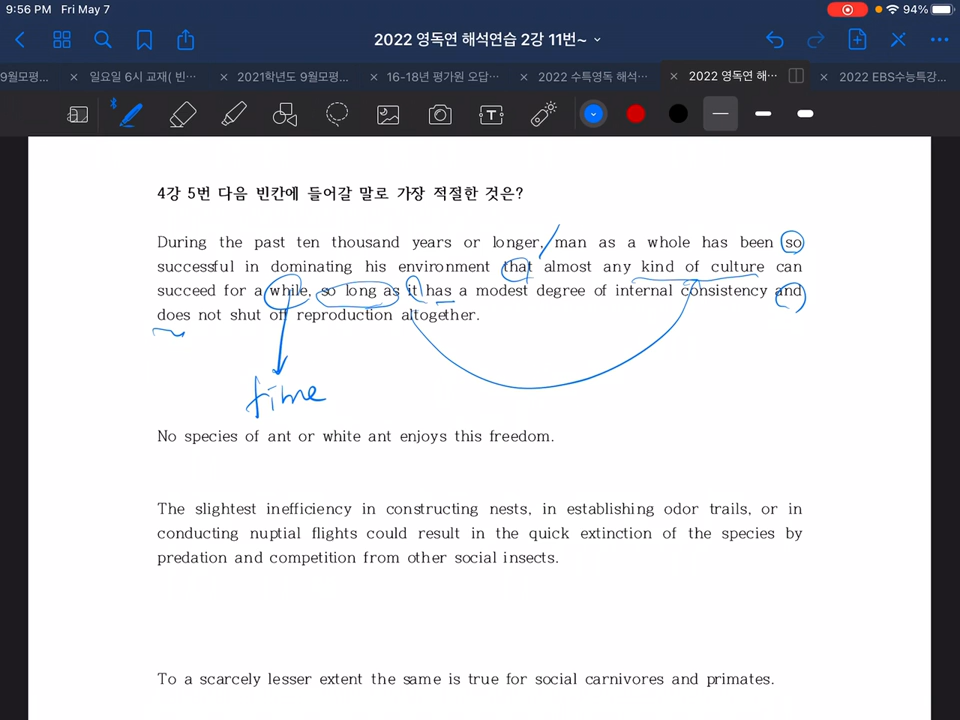 9:56 PM Fri May 7
94%
2022 영독연 해석연습 2강 11번~
9월모평...
일요일 6시 교재( 빈...
2021학년도 9월모평...
16-18년 평가원 오답...
2022 수특영독 해석...
2022 영독연 해...
2022 EBS수능특강...
4강 5번 다음 빈칸에 들어갈 말로 가장 적절한 것은?
During the past ten thousand years or longer, man as a whole has been so
successful in dominating his environment that almost any kind of culture can
succeed for a while, so long as it has a modest degree of internal consistency and
does not shut off reproduction altogether.
time
No species of ant or white ant enjoys this freedom.
The slightest inefficiency in constructing nests, in establishing odor trails, or in
conducting nuptial flights could result in the quick extinction of the species by
predation and competition from other social insects.
To a scarcely lesser extent the same is true for social carnivores and primates.